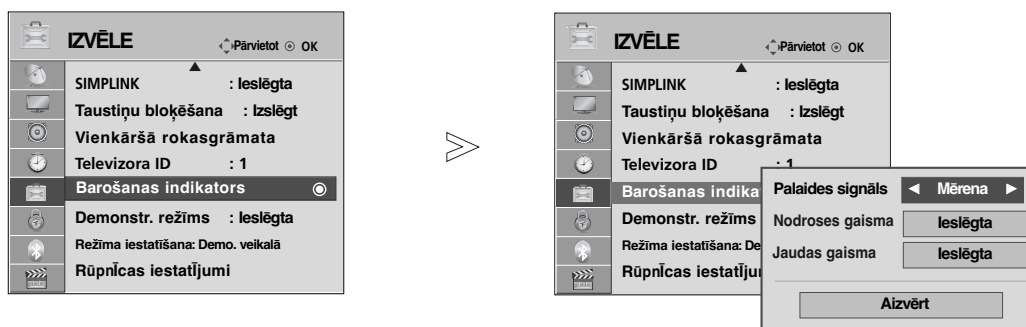 IZVĒLE
Pārvietot OK
SIMPLINK : Ieslēgta
Taustiņu bloķēšana : Izslēgt
Vienkāršā rokasgrāmata
Televizora ID : 1
Barošanas indikators
Demonstr. režīms : Ieslēgta
Režīma iestatīšana: Demo. veikalā
RūpnĪcas iestatĪjumi
IZVĒLE
Pārvietot OK
SIMPLINK : Ieslēgta
Taustiņu bloķēšana : Izslēgt
Vienkāršā rokasgrāmata
Televizora ID : 1
Barošanas indika
Demonstr. režīms
Režīma iestatīšana: De
RūpnĪcas iestatĪju
Palaides signāls ◄ Mērena ►
Nodroses gaisma Ieslēgta
Jaudas gaisma Ieslēgta
Aizvērt